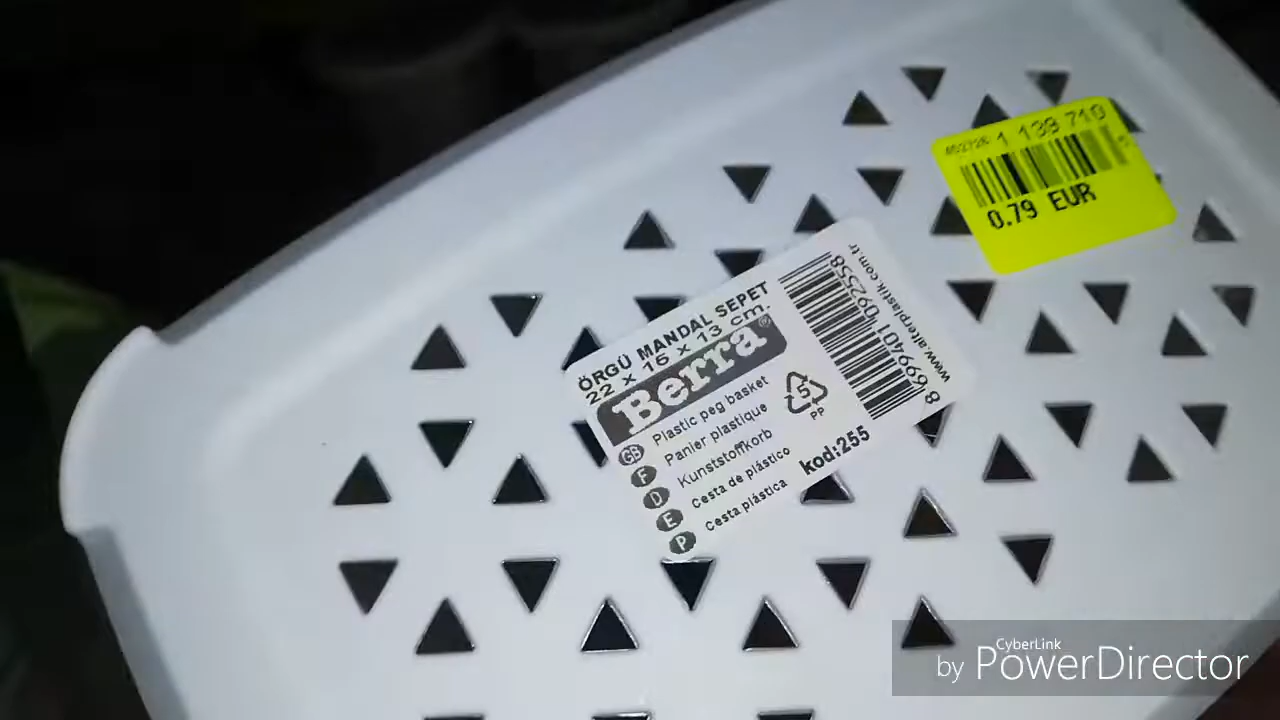 462726 1 139 710
0.79 EUR
ÖRGÜ MANDAL SEPET
22 x 16 x 13 cm.
Berra®
GB Plastic peg basket
F Panier plastique
D Kunststoffkorb
E Cesta de plástico
P Cesta plástica
5
PP
kod:255
8 699401 092558
www.alterplastik.com.tr
CyberLink
by PowerDirector